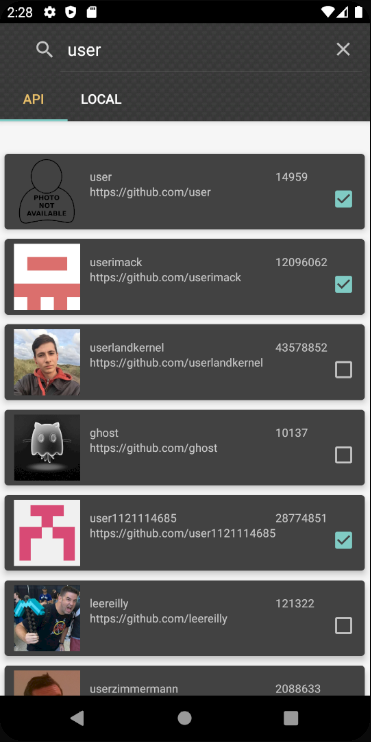 2:28
user
API LOCAL
PHOTO
NOT
AVAILABLE
user 14959
https://github.com/user
userimack 12096062
https://github.com/userimack
userlandkernel 43578852
https://github.com/userlandkernel
ghost 10137
https://github.com/ghost
user1121114685 28774851
https://github.com/user1121114685
leereilly 121322
https://github.com/leereilly
userzimmermann 2088633